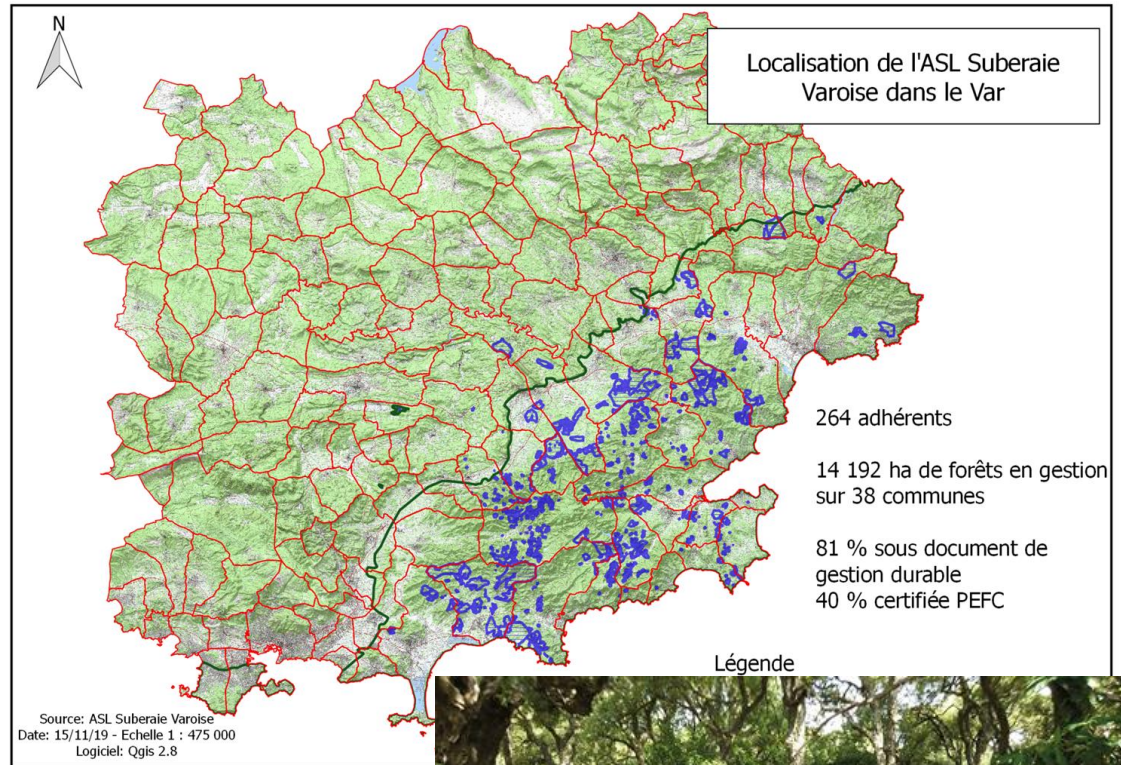 N
Localisation de l'ASL Suberaie
Varoise dans le Var
264 adhérents
14 192 ha de forêts en gestion
sur 38 communes
81 % sous document de
gestion durable
40 % certifiée PEFC
Légende
Source: ASL Suberaie Varoise
Date: 15/11/19 - Echelle 1 : 475 000
Logiciel: Qgis 2.8